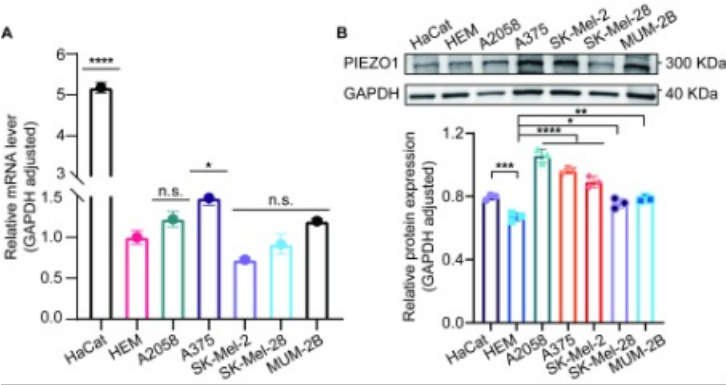 A
Relative mRNA lever
(GAPDH adjusted)
6
5
4
3
1.5
1.0
0.5
0.0
****
n.s.
*
n.s.
HaCat
HEM
A2058
A375
SK-Mel-2
SK-Mel-28
MUM-2B
B
HaCat
HEM
A2058
A375
SK-Mel-2
SK-Mel-28
MUM-2B
PIEZO1
300 KDa
GAPDH
40 KDa
Relative protein expression
(GAPDH adjusted)
1.2
0.8
0.4
0.0
**
*
****
***
HaCat
HEM
A2058
A375
SK-Mel-2
SK-Mel-28
MUM-2B